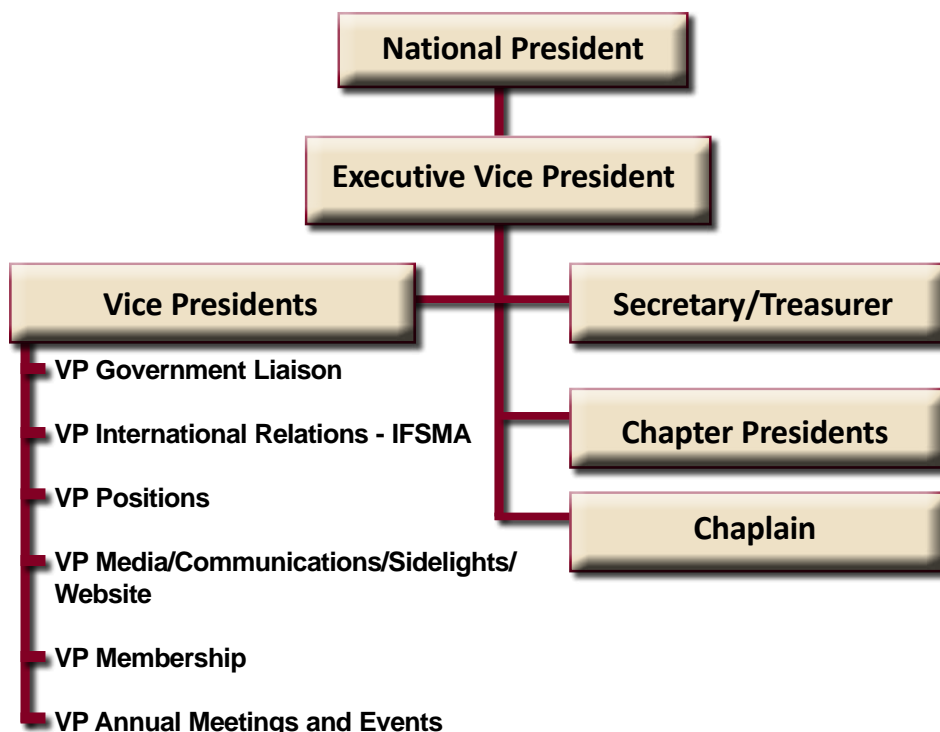 National President
Executive Vice President
Vice Presidents
Secretary/Treasurer
VP Government Liaison
VP International Relations - IFSMA
Chapter Presidents
VP Positions
Chaplain
VP Media/Communications/Sidelights/
Website
VP Membership
VP Annual Meetings and Events